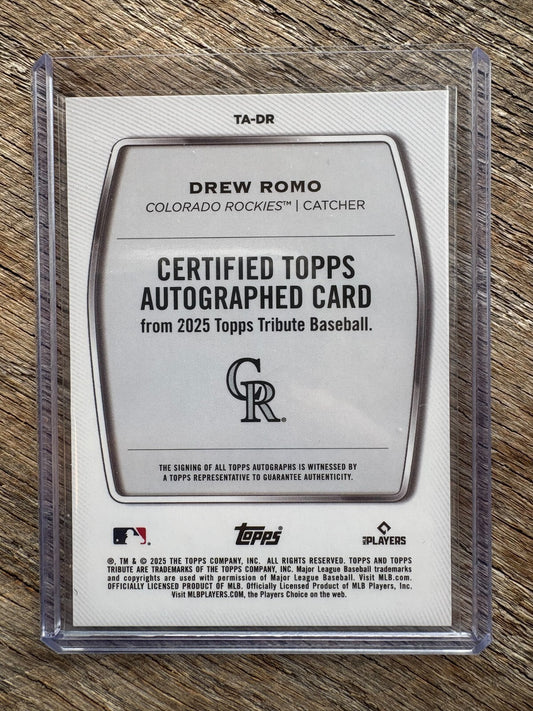 TA-DR
DREW ROMO
COLORADO ROCKIES™ | CATCHER
CERTIFIED TOPPS
AUTOGRAPHED CARD
from 2025 Topps Tribute Baseball.
CR®
THE SIGNING OF ALL TOPPS AUTOGRAPHS IS WITNESSED BY
A TOPPS REPRESENTATIVE TO GUARANTEE AUTHENTICITY.
topps
PLAYERS
®, TM & © 2025 THE TOPPS COMPANY, INC. ALL RIGHTS RESERVED. TOPPS AND TOPPS
TRIBUTE ARE TRADEMARKS OF THE TOPPS COMPANY, INC. Major League Baseball trademarks
and copyrights are used with permission of Major League Baseball. Visit MLB.com.
OFFICIALLY LICENSED PRODUCT OF MLB. Officially Licensed Product of MLB Players, Inc.
Visit MLBPLAYERS.com, the Players Choice on the web.